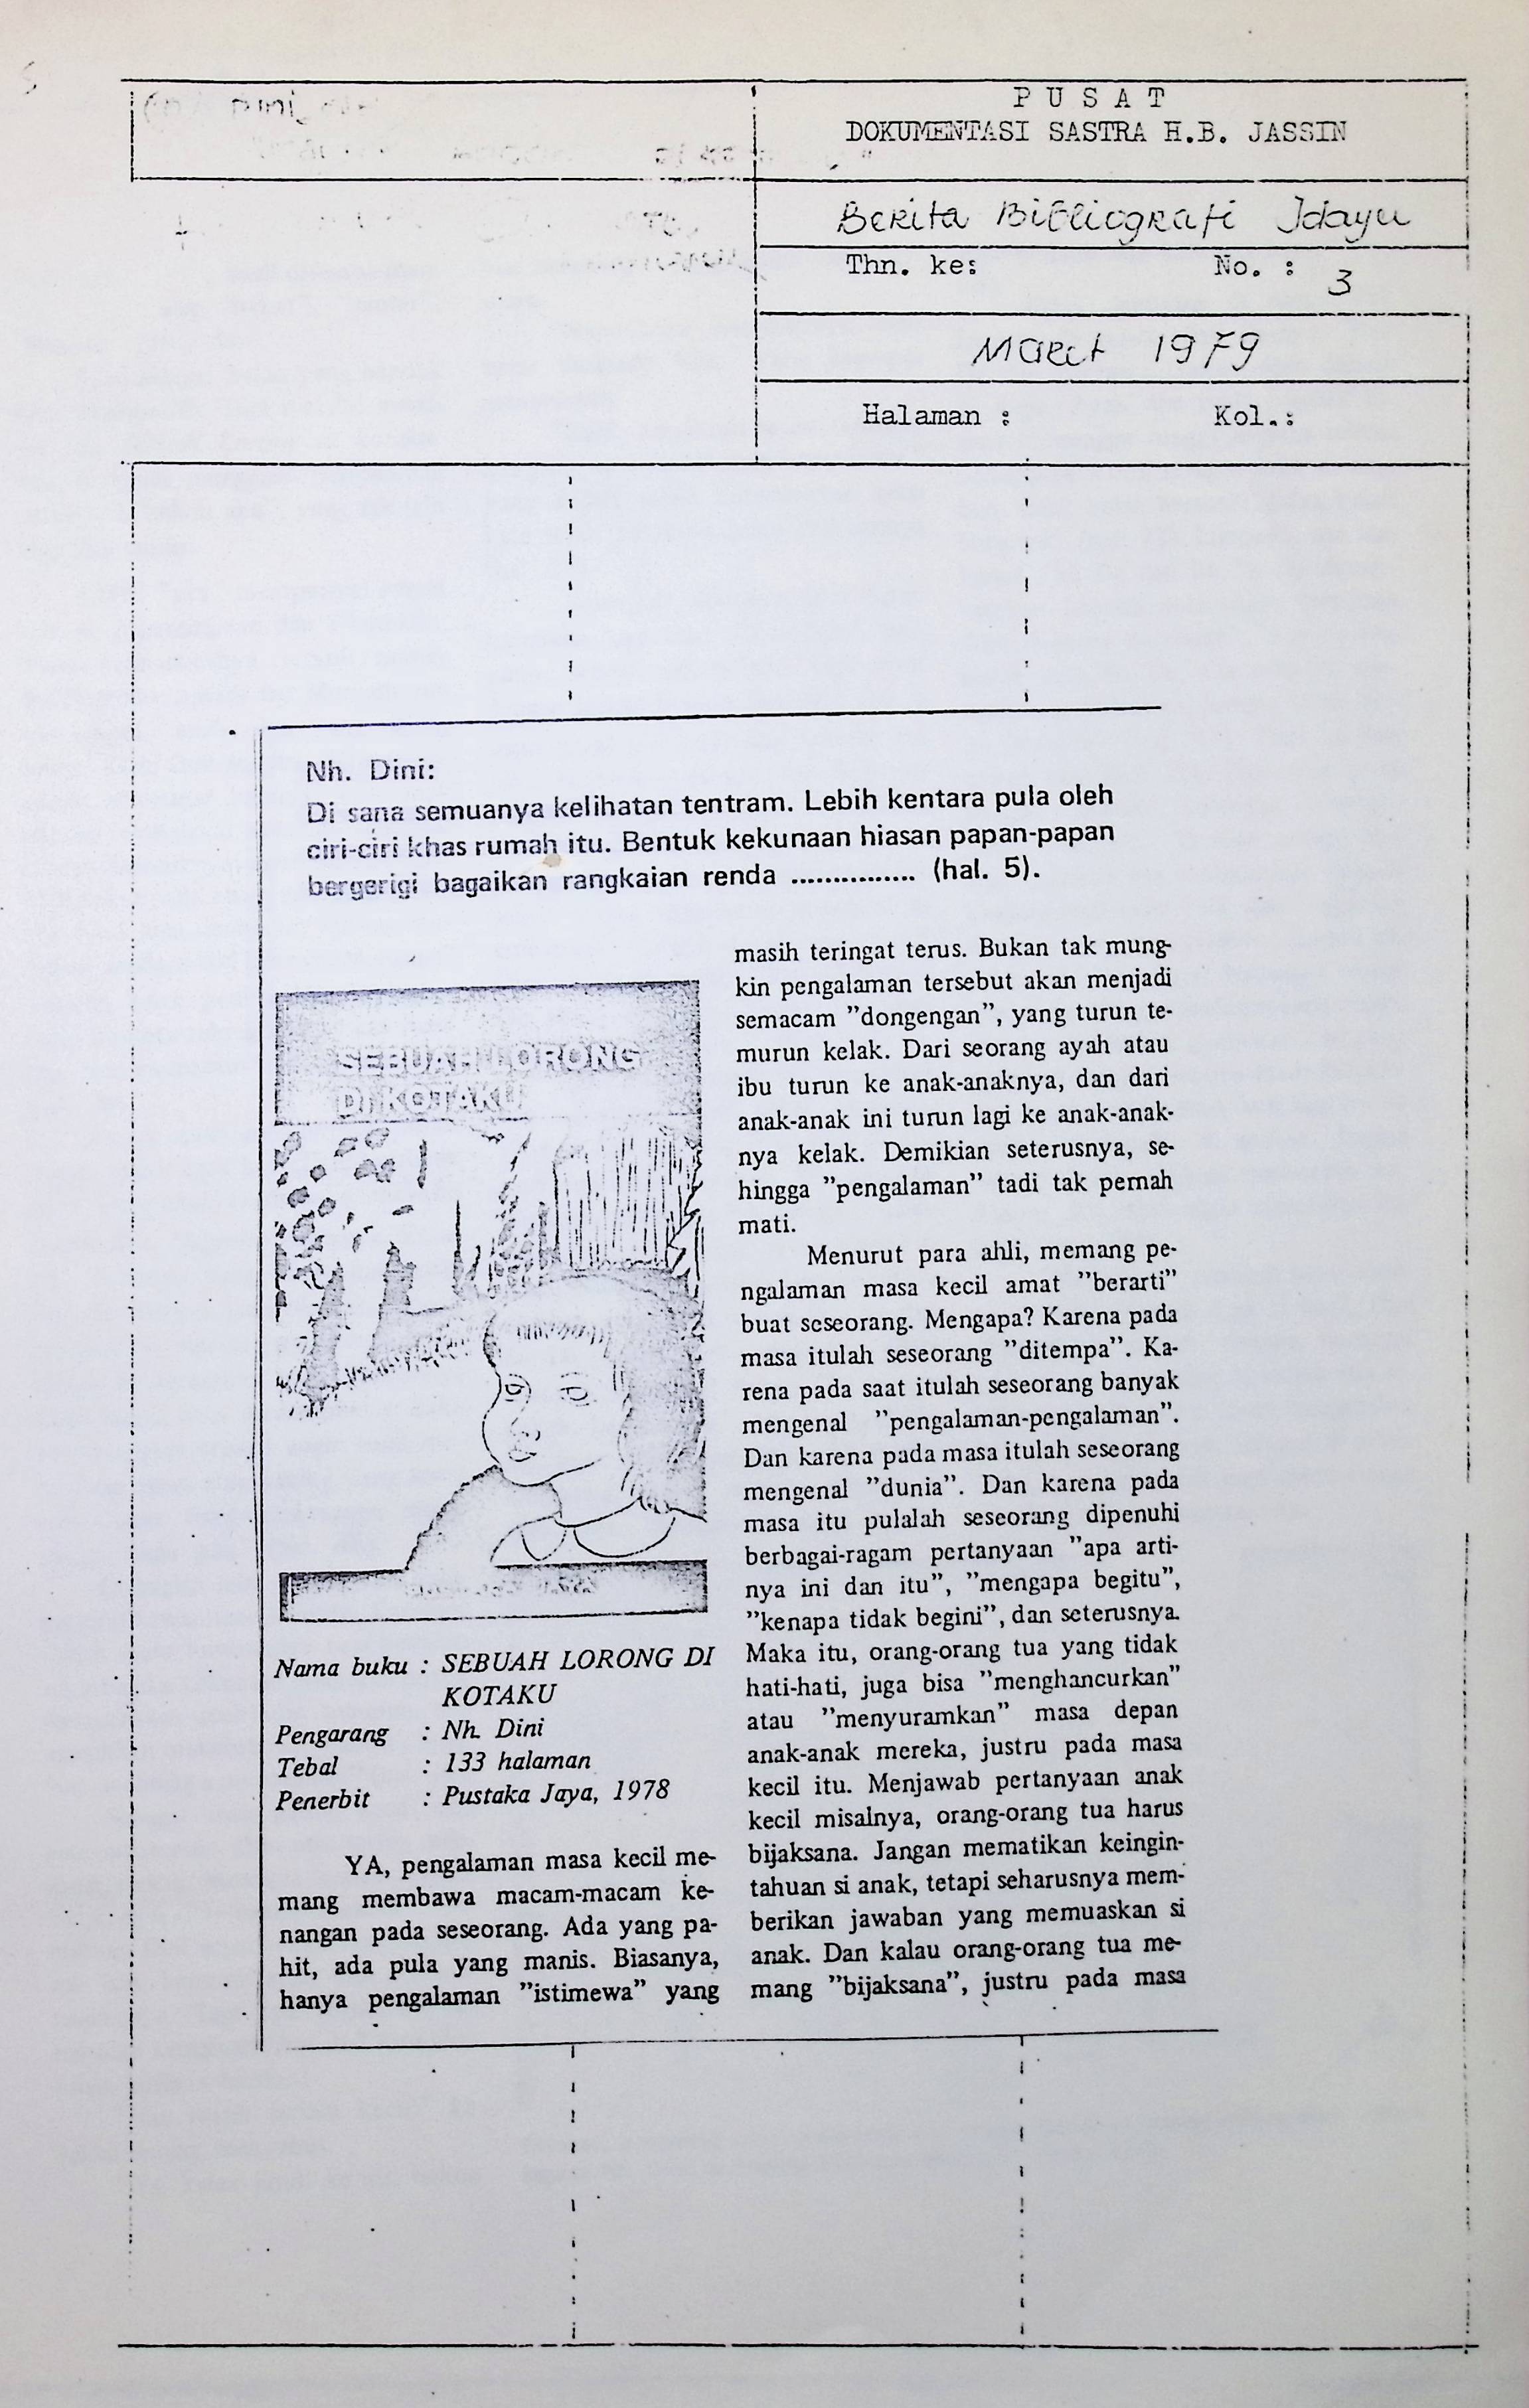 P U S A T
DOKUMENTASI SASTRA H.B. JASSIN
Berita Bibliografi Idayu
Thn. ke: No. : 3
Maret 1979
Halaman : Kol.:
Nh. Dini:
Di sana semuanya kelihatan tentram. Lebih kentara pula oleh
ciri-ciri khas rumah itu. Bentuk kekunaan hiasan papan-papan
bergerigi bagaikan rangkaian renda ............... (hal. 5).
SEBUAH LORONG
DI KOTAKU
Nama buku : SEBUAH LORONG DI
KOTAKU
Pengarang : Nh. Dini
Tebal : 133 halaman
Penerbit : Pustaka Jaya, 1978
YA, pengalaman masa kecil me-
mang membawa macam-macam ke-
nangan pada seseorang. Ada yang pa-
hit, ada pula yang manis. Biasanya,
hanya pengalaman ”istimewa” yang
masih teringat terus. Bukan tak mung-
kin pengalaman tersebut akan menjadi
semacam ”dongengan”, yang turun te-
murun kelak. Dari seorang ayah atau
ibu turun ke anak-anaknya, dan dari
anak-anak ini turun lagi ke anak-anak-
nya kelak. Demikian seterusnya, se-
hingga ”pengalaman” tadi tak pernah
mati.
Menurut para ahli, memang pe-
ngalaman masa kecil amat ”berarti”
buat seseorang. Mengapa? Karena pada
masa itulah seseorang ”ditempa”. Ka-
rena pada saat itulah seseorang banyak
mengenal ”pengalaman-pengalaman”.
Dan karena pada masa itulah seseorang
mengenal ”dunia”. Dan karena pada
masa itu pulalah seseorang dipenuhi
berbagai-ragam pertanyaan ”apa arti-
nya ini dan itu”, ”mengapa begitu”,
”kenapa tidak begini”, dan seterusnya.
Maka itu, orang-orang tua yang tidak
hati-hati, juga bisa ”menghancurkan”
atau ”menyuramkan” masa depan
anak-anak mereka, justru pada masa
kecil itu. Menjawab pertanyaan anak
kecil misalnya, orang-orang tua harus
bijaksana. Jangan mematikan keingin-
tahuan si anak, tetapi seharusnya mem-
berikan jawaban yang memuaskan si
anak. Dan kalau orang-orang tua me-
mang ”bijaksana”, justru pada masa